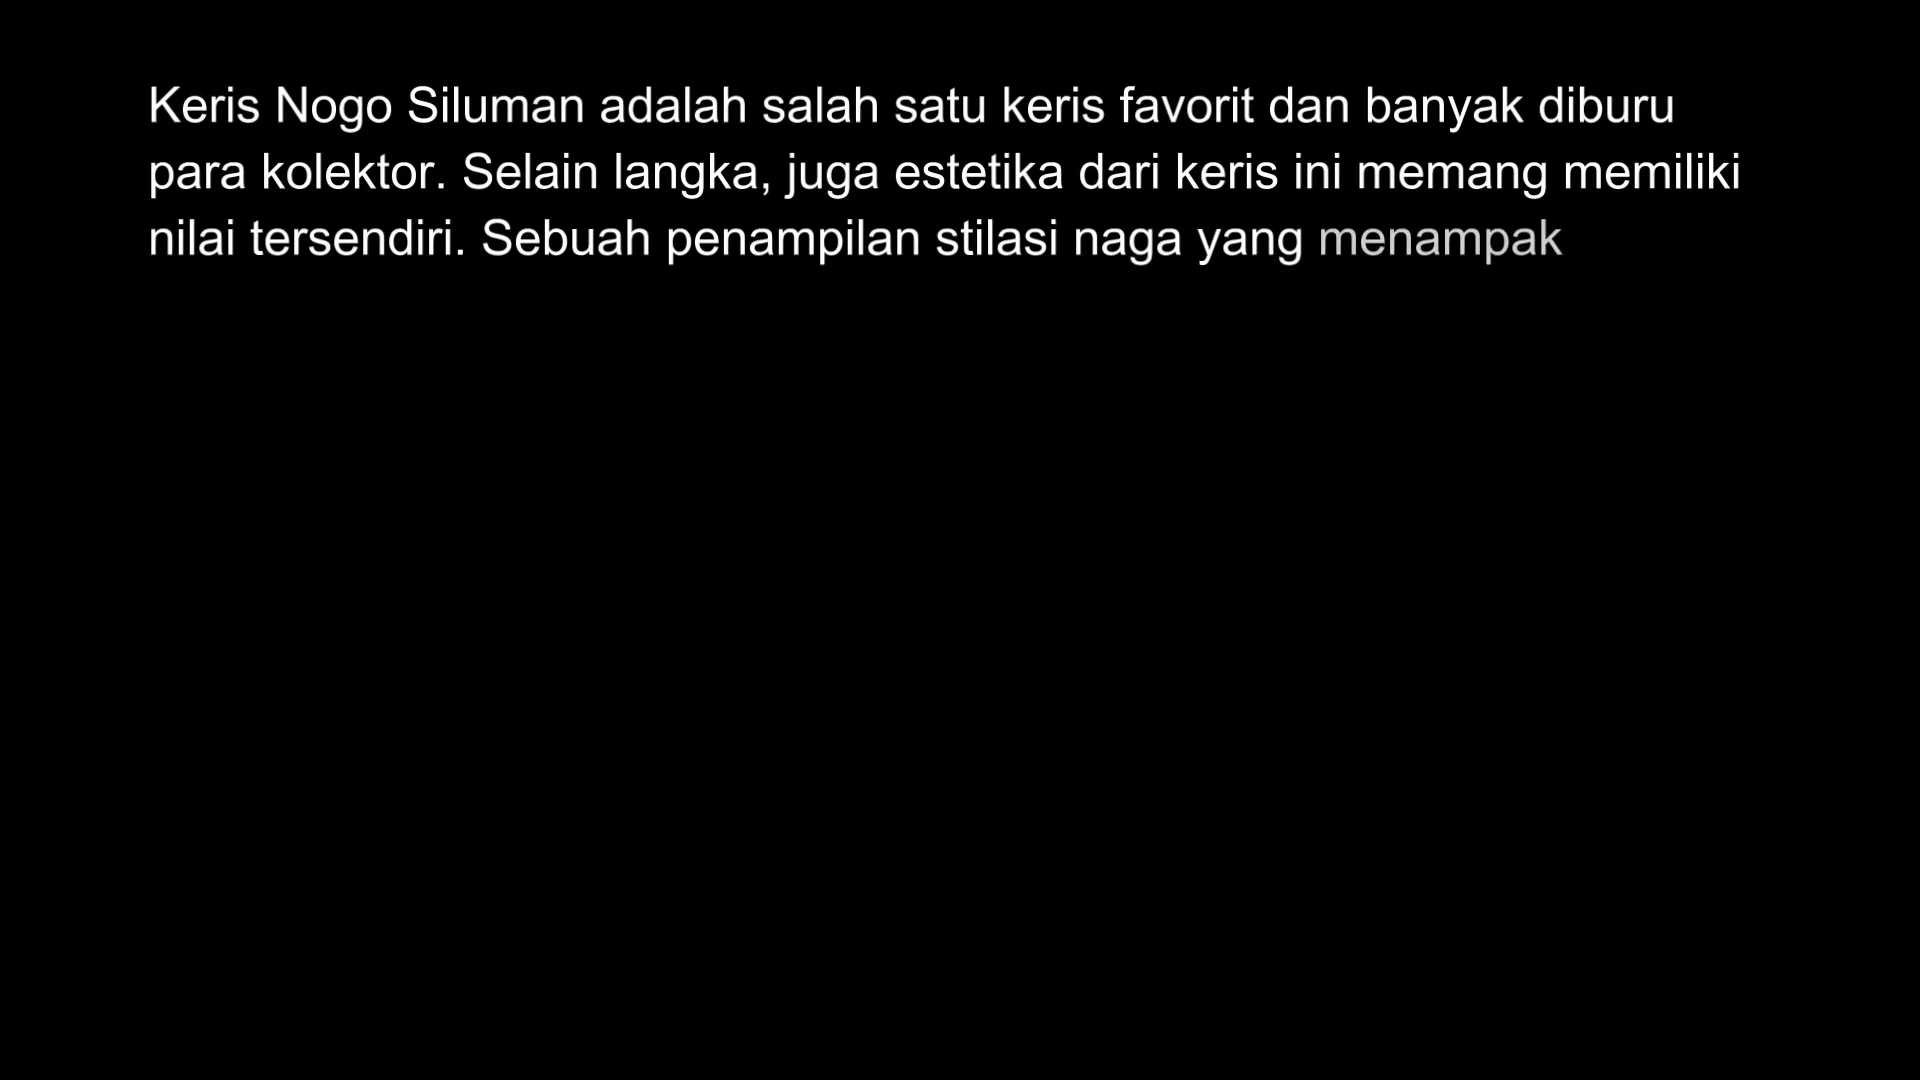 Keris Nogo Siluman adalah salah satu keris favorit dan banyak diburu
para kolektor. Selain langka, juga estetika dari keris ini memang memiliki
nilai tersendiri. Sebuah penampilan stilasi naga yang menampak